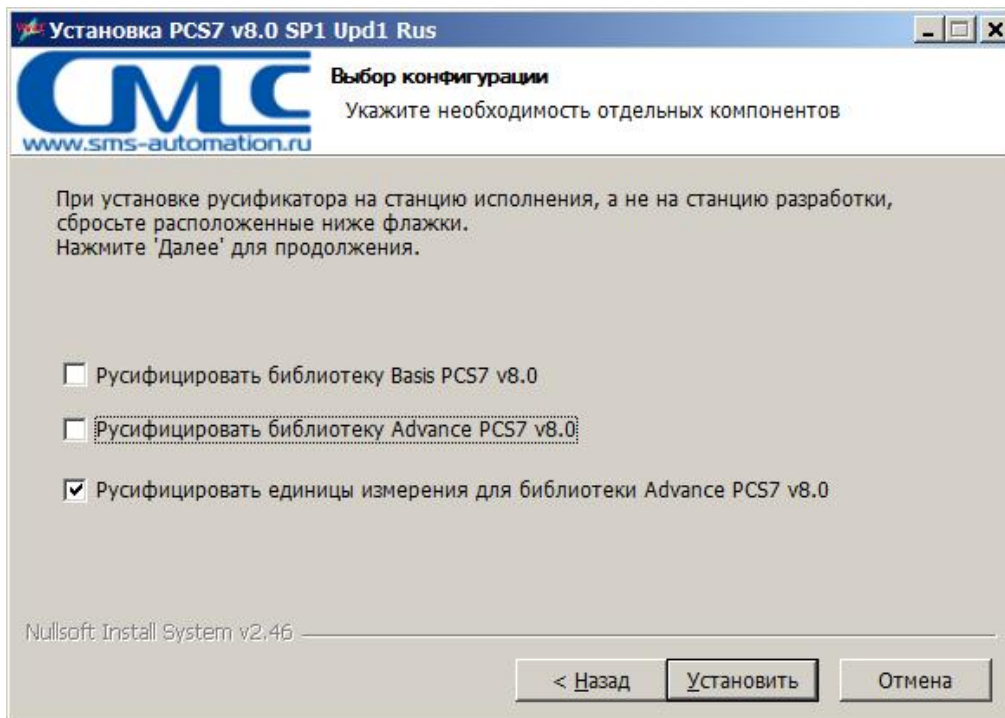 Установка PCS7 v8.0 SP1 Upd1 Rus
СМС
www.sms-automation.ru
Выбор конфигурации
Укажите необходимость отдельных компонентов
При установке русификатора на станцию исполнения, а не на станцию разработки,
сбросьте расположенные ниже флажки.
Нажмите 'Далее' для продолжения.
Русифицировать библиотеку Basis PCS7 v8.0
Русифицировать библиотеку Advance PCS7 v8.0
Русифицировать единицы измерения для библиотеки Advance PCS7 v8.0
Nullsoft Install System v2.46
< Назад
Установить
Отмена